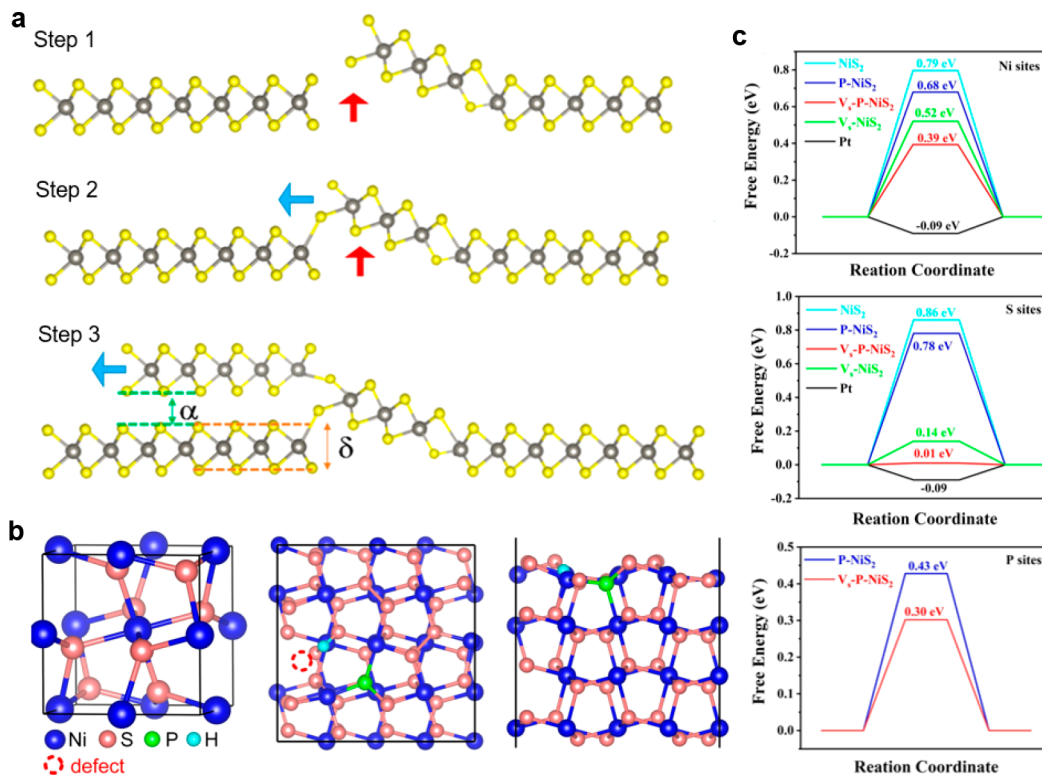 a
Step 1
Step 2
Step 3
α
δ
b
Ni S P H
defect
c
Free Energy (eV)
0.8
0.6
0.4
0.2
0.0
-0.2
NiS₂
P-NiS₂
Vₛ-P-NiS₂
Vₛ-NiS₂
Pt
0.79 eV
0.68 eV
0.52 eV
0.39 eV
-0.09 eV
Ni sites
Reation Coordinate
Free Energy (eV)
1.0
0.8
0.6
0.4
0.2
0.0
-0.2
NiS₂
P-NiS₂
Vₛ-P-NiS₂
Vₛ-NiS₂
Pt
0.86 eV
0.78 eV
0.14 eV
0.01 eV
-0.09
S sites
Reation Coordinate
Free Energy (eV)
0.5
0.4
0.3
0.2
0.1
0.0
P-NiS₂
Vₛ-P-NiS₂
0.43 eV
0.30 eV
P sites
Reation Coordinate